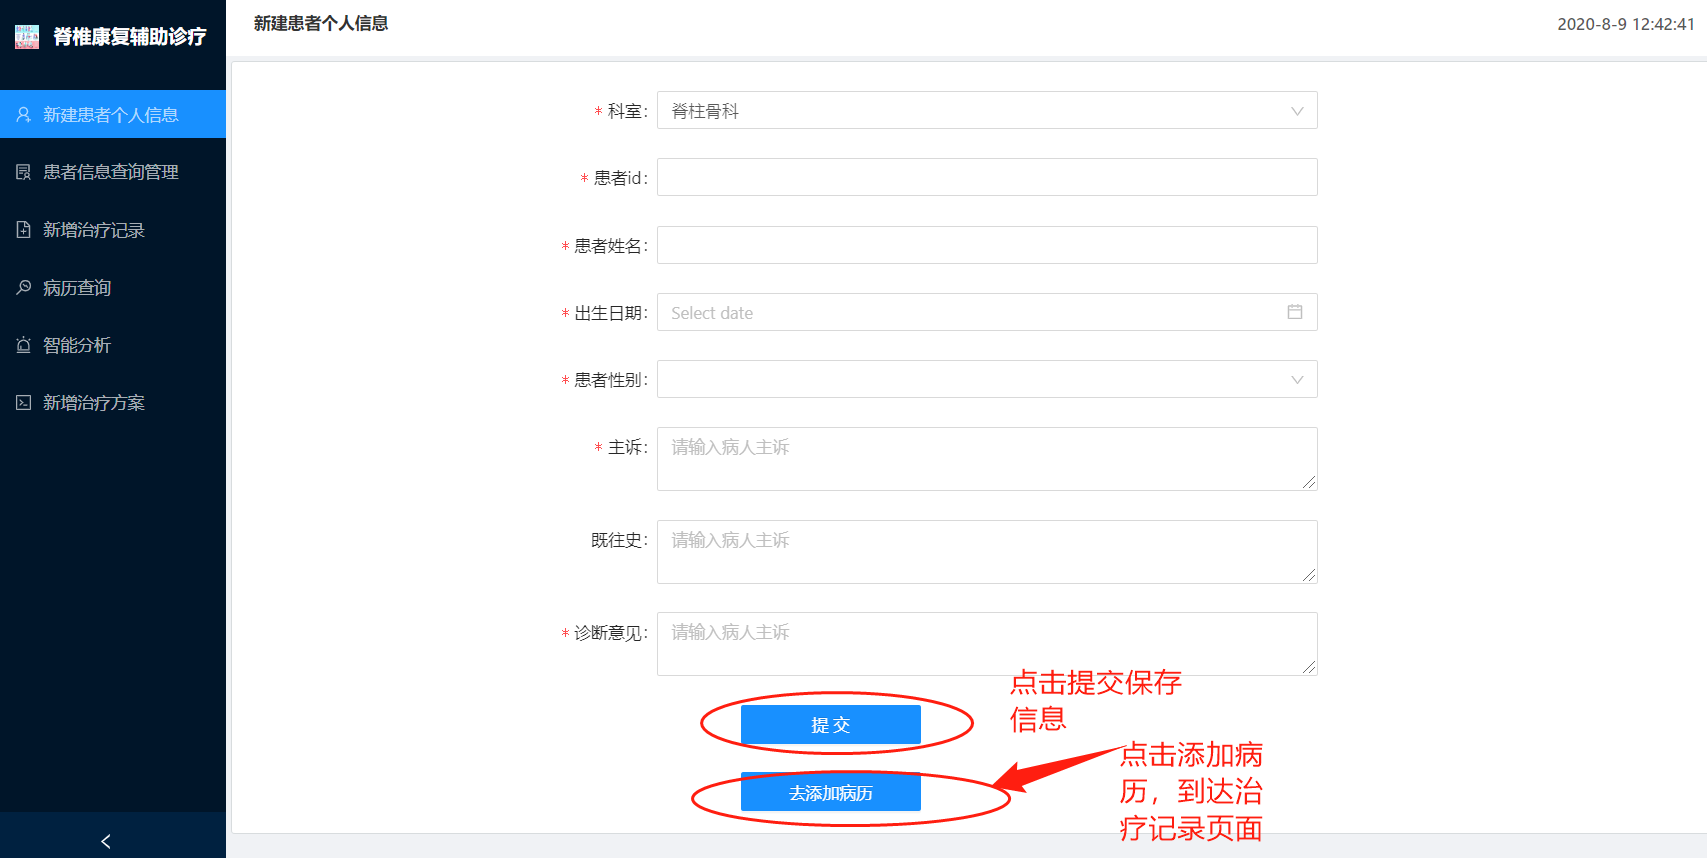 脊椎康复辅助诊疗
新建患者个人信息
患者信息查询管理
新增治疗记录
病历查询
智能分析
新增治疗方案
新建患者个人信息
2020-8-9 12:42:41
* 科室: 脊柱骨科
* 患者id:
* 患者姓名:
* 出生日期: Select date
* 患者性别:
* 主诉: 请输入病人主诉
既往史: 请输入病人主诉
* 诊断意见: 请输入病人主诉
提 交
去添加病历
点击提交保存
信息
点击添加病
历，到达治
疗记录页面